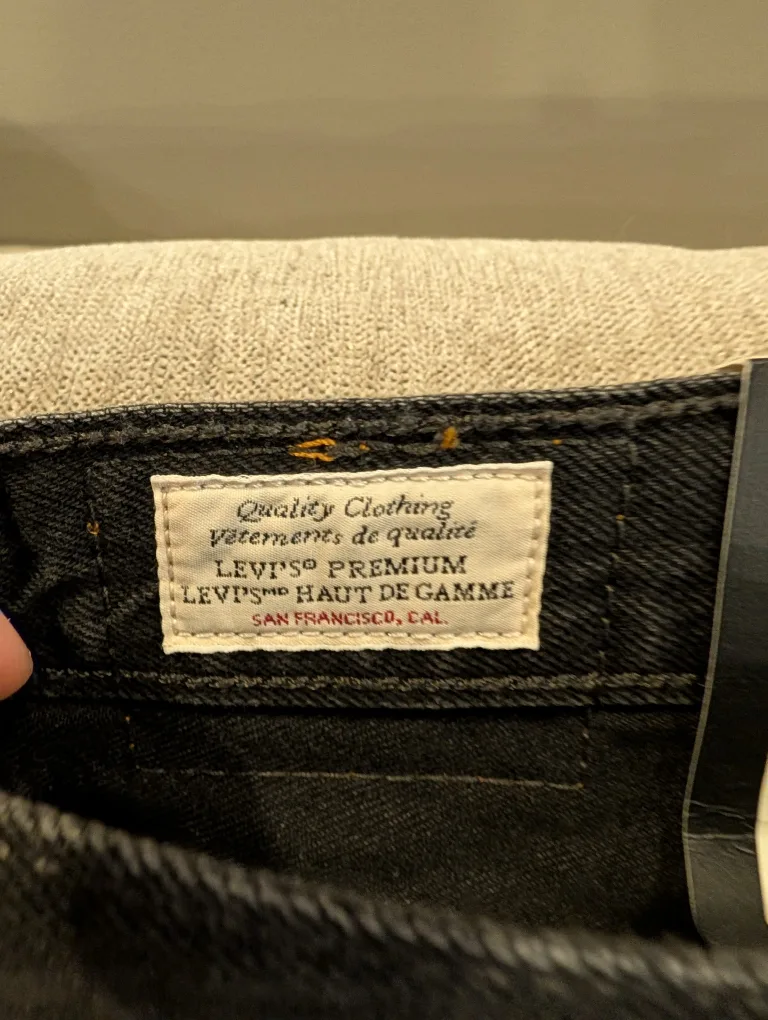 Quality Clothing
Vêtements de qualité
LEVI'S® PREMIUM
LEVI'Sᴹᴰ HAUT DE GAMME
SAN FRANCISCO, CAL.